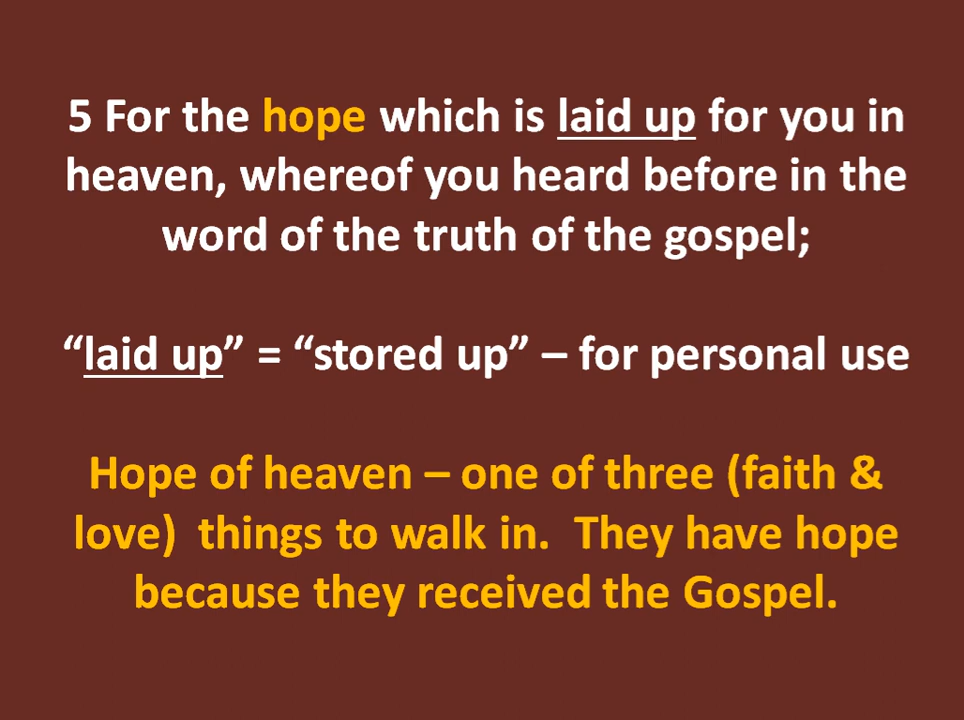 5 For the hope which is laid up for you in
heaven, whereof you heard before in the
word of the truth of the gospel;
“laid up” = “stored up” – for personal use
Hope of heaven – one of three (faith &
love)  things to walk in.  They have hope
because they received the Gospel.